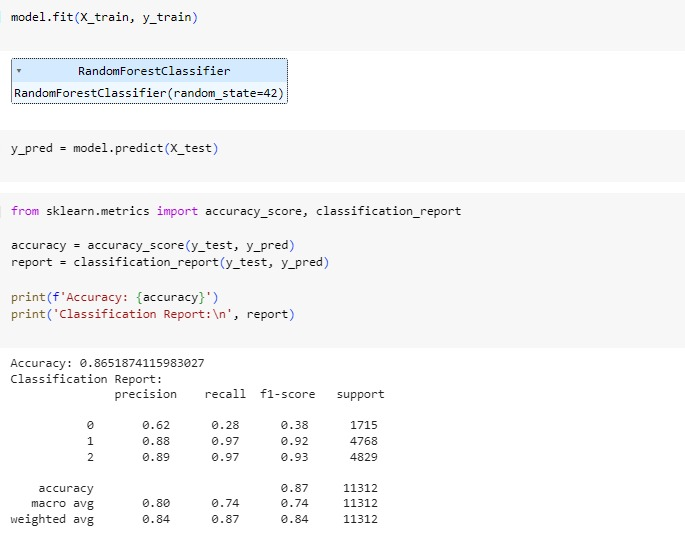 model.fit(X_train, y_train)
RandomForestClassifier
RandomForestClassifier(random_state=42)
y_pred = model.predict(X_test)
from sklearn.metrics import accuracy_score, classification_report
accuracy = accuracy_score(y_test, y_pred)
report = classification_report(y_test, y_pred)
print(f'Accuracy: {accuracy}')
print('Classification Report:\n', report)
Accuracy: 0.8651874115983027
Classification Report:
precision recall f1-score support
0 0.62 0.28 0.38 1715
1 0.88 0.97 0.92 4768
2 0.89 0.97 0.93 4829
accuracy 0.87 11312
macro avg 0.80 0.74 0.74 11312
weighted avg 0.84 0.87 0.84 11312